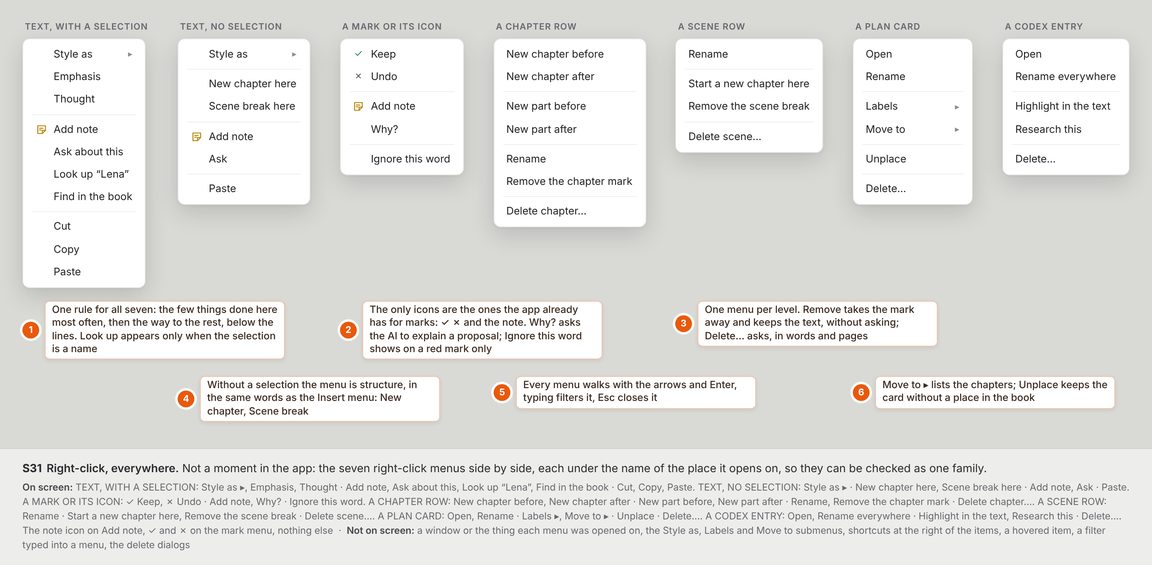 TEXT, WITH A SELECTION
Style as ▸
Emphasis
Thought
Add note
Ask about this
Look up “Lena”
Find in the book
Cut
Copy
Paste
TEXT, NO SELECTION
Style as ▸
New chapter here
Scene break here
Add note
Ask
Paste
A MARK OR ITS ICON
✓ Keep
× Undo
Add note
Why?
Ignore this word
A CHAPTER ROW
New chapter before
New chapter after
New part before
New part after
Rename
Remove the chapter mark
Delete chapter…
A SCENE ROW
Rename
Start a new chapter here
Remove the scene break
Delete scene…
A PLAN CARD
Open
Rename
Labels ▸
Move to ▸
Unplace
Delete…
A CODEX ENTRY
Open
Rename everywhere
Highlight in the text
Research this
Delete…
1
One rule for all seven: the few things done here
most often, then the way to the rest, below the
lines. Look up appears only when the selection
is a name
2
The only icons are the ones the app already
has for marks: ✓ × and the note. Why? asks
the AI to explain a proposal; Ignore this word
shows on a red mark only
3
One menu per level. Remove takes the mark
away and keeps the text, without asking;
Delete… asks, in words and pages
4
Without a selection the menu is structure, in
the same words as the Insert menu: New
chapter, Scene break
5
Every menu walks with the arrows and Enter,
typing filters it, Esc closes it
6
Move to ▸ lists the chapters; Unplace keeps the
card without a place in the book
S31 Right-click, everywhere. Not a moment in the app: the seven right-click menus side by side, each under the name of the place it opens on, so they can be checked as one family.
On screen: TEXT, WITH A SELECTION: Style as ▸, Emphasis, Thought · Add note, Ask about this, Look up “Lena”, Find in the book · Cut, Copy, Paste. TEXT, NO SELECTION: Style as ▸ · New chapter here, Scene break here · Add note, Ask · Paste.
A MARK OR ITS ICON: ✓ Keep, × Undo · Add note, Why? · Ignore this word. A CHAPTER ROW: New chapter before, New chapter after · New part before, New part after · Rename, Remove the chapter mark · Delete chapter…. A SCENE ROW:
Rename · Start a new chapter here, Remove the scene break · Delete scene…. A PLAN CARD: Open, Rename · Labels ▸, Move to ▸ · Unplace · Delete…. A CODEX ENTRY: Open, Rename everywhere · Highlight in the text, Research this · Delete….
The note icon on Add note, ✓ and × on the mark menu, nothing else · Not on screen: a window or the thing each menu was opened on, the Style as, Labels and Move to submenus, shortcuts at the right of the items, a hovered item, a filter
typed into a menu, the delete dialogs